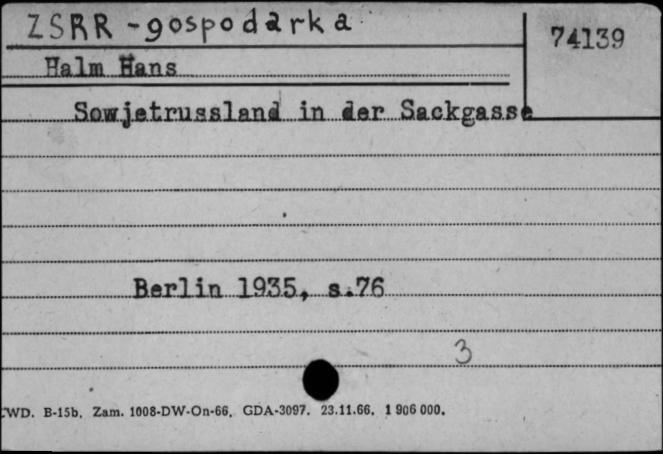 ZSRR - gospodarka
74139
Halm Hans
Sowjetrussland in der Sackgasse
Berlin 1935, s.76
3
WD. B-15b. Zam. 1008-DW-On-66. GDA-3097. 23.11.66. 1 906 000.